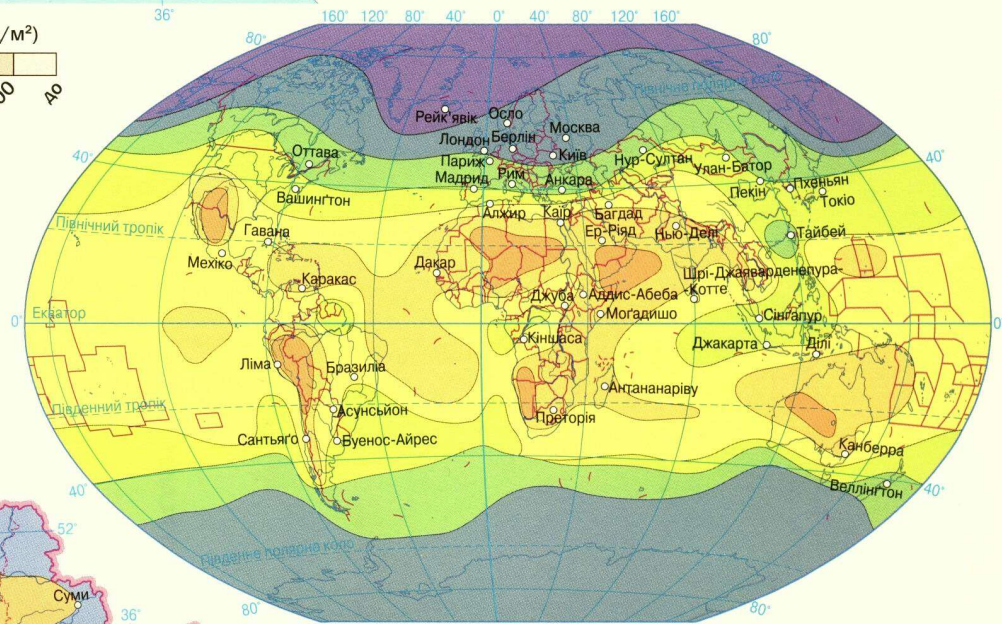 36°
160° 120° 80° 40° 0° 40° 80° 120° 160°
36°
/м²)
80°
80°
00
до
Північне полярне коло
Рейк'явік
Осло
Москва
Лондон
Берлін
Київ
40°
Оттава
Париж
Нур-Султан
Улан-Батор
40°
Мадрид
Рим
Анкара
Пекін
Пхеньян
Вашингтон
Токіо
Алжир
Каїр
Багдад
Північний тропік
Гавана
Ер-Ріяд
Нью-Делі
Тайбей
Мехіко
Дакар
Каракас
Шрі-Джаяварденепура-
Котте
Джуба
Аддис-Абеба
Могадишо
Екватор
Сінгапур
0°
0
Кіншаса
Джакарта
Ділі
Ліма
Бразиліа
Антананаріву
Південний тропік
Асунсьйон
Преторія
Сантьяго
Буенос-Айрес
Канберра
40°
Веллінгтон
40°
52°
Південне полярне коло
Суми
36°
80°
80°